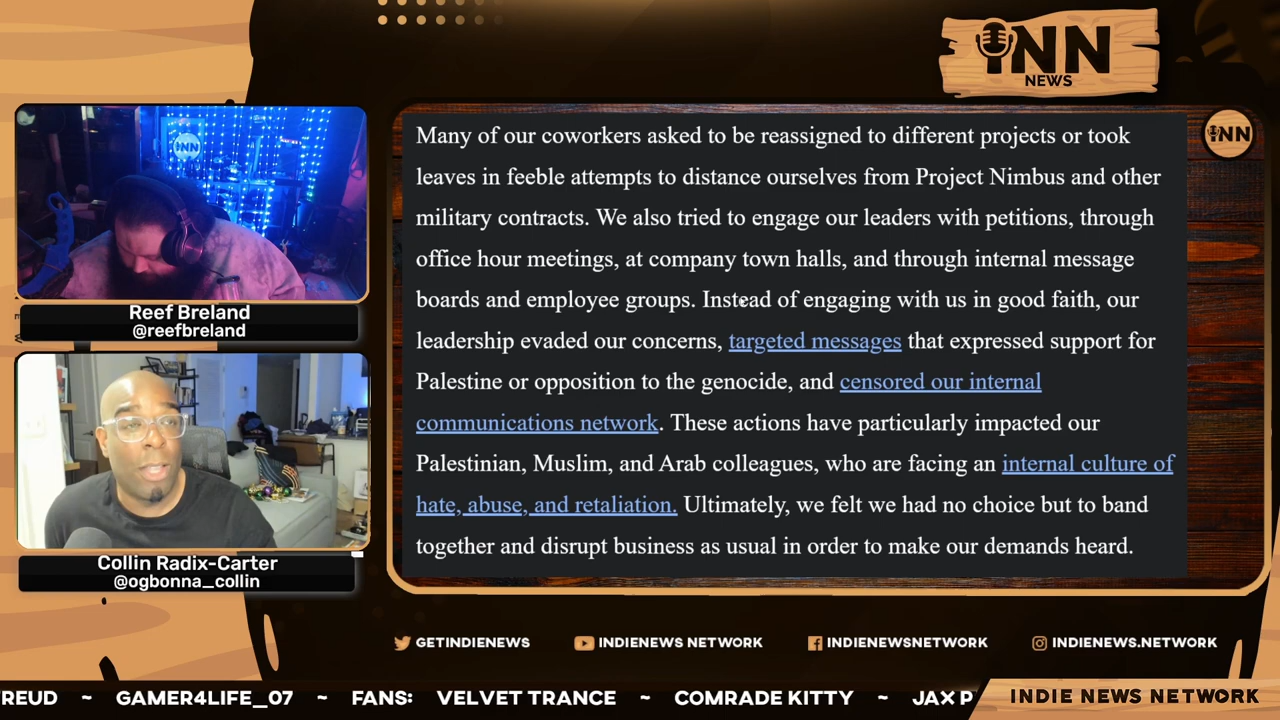 INN
NEWS
INN
Many of our coworkers asked to be reassigned to different projects or took
leaves in feeble attempts to distance ourselves from Project Nimbus and other
military contracts. We also tried to engage our leaders with petitions, through
office hour meetings, at company town halls, and through internal message
boards and employee groups. Instead of engaging with us in good faith, our
leadership evaded our concerns, targeted messages that expressed support for
Palestine or opposition to the genocide, and censored our internal
communications network. These actions have particularly impacted our
Palestinian, Muslim, and Arab colleagues, who are facing an internal culture of
hate, abuse, and retaliation. Ultimately, we felt we had no choice but to band
together and disrupt business as usual in order to make our demands heard.
INN
Reef Breland
@reefbreland
Collin Radix-Carter
@ogbonna_collin
GETINDIENEWS
INDIENEWS NETWORK
INDIENEWSNETWORK
INDIENEWS.NETWORK
REUD ~ GAMER4LIFE_07 ~ FANS: VELVET TRANCE ~ COMRADE KITTY ~ JAX P
INDIE NEWS NETWORK